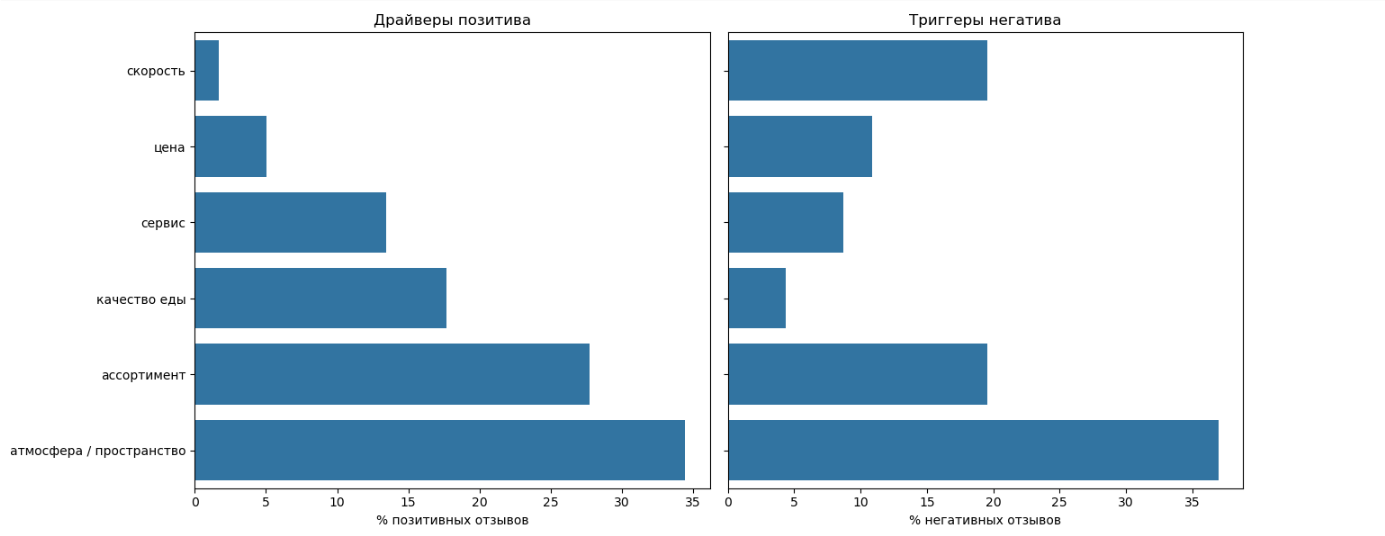 Драйверы позитива
Триггеры негатива
скорость
цена
сервис
качество еды
ассортимент
атмосфера / пространство
0 5 10 15 20 25 30 35
0 5 10 15 20 25 30 35
% позитивных отзывов
% негативных отзывов